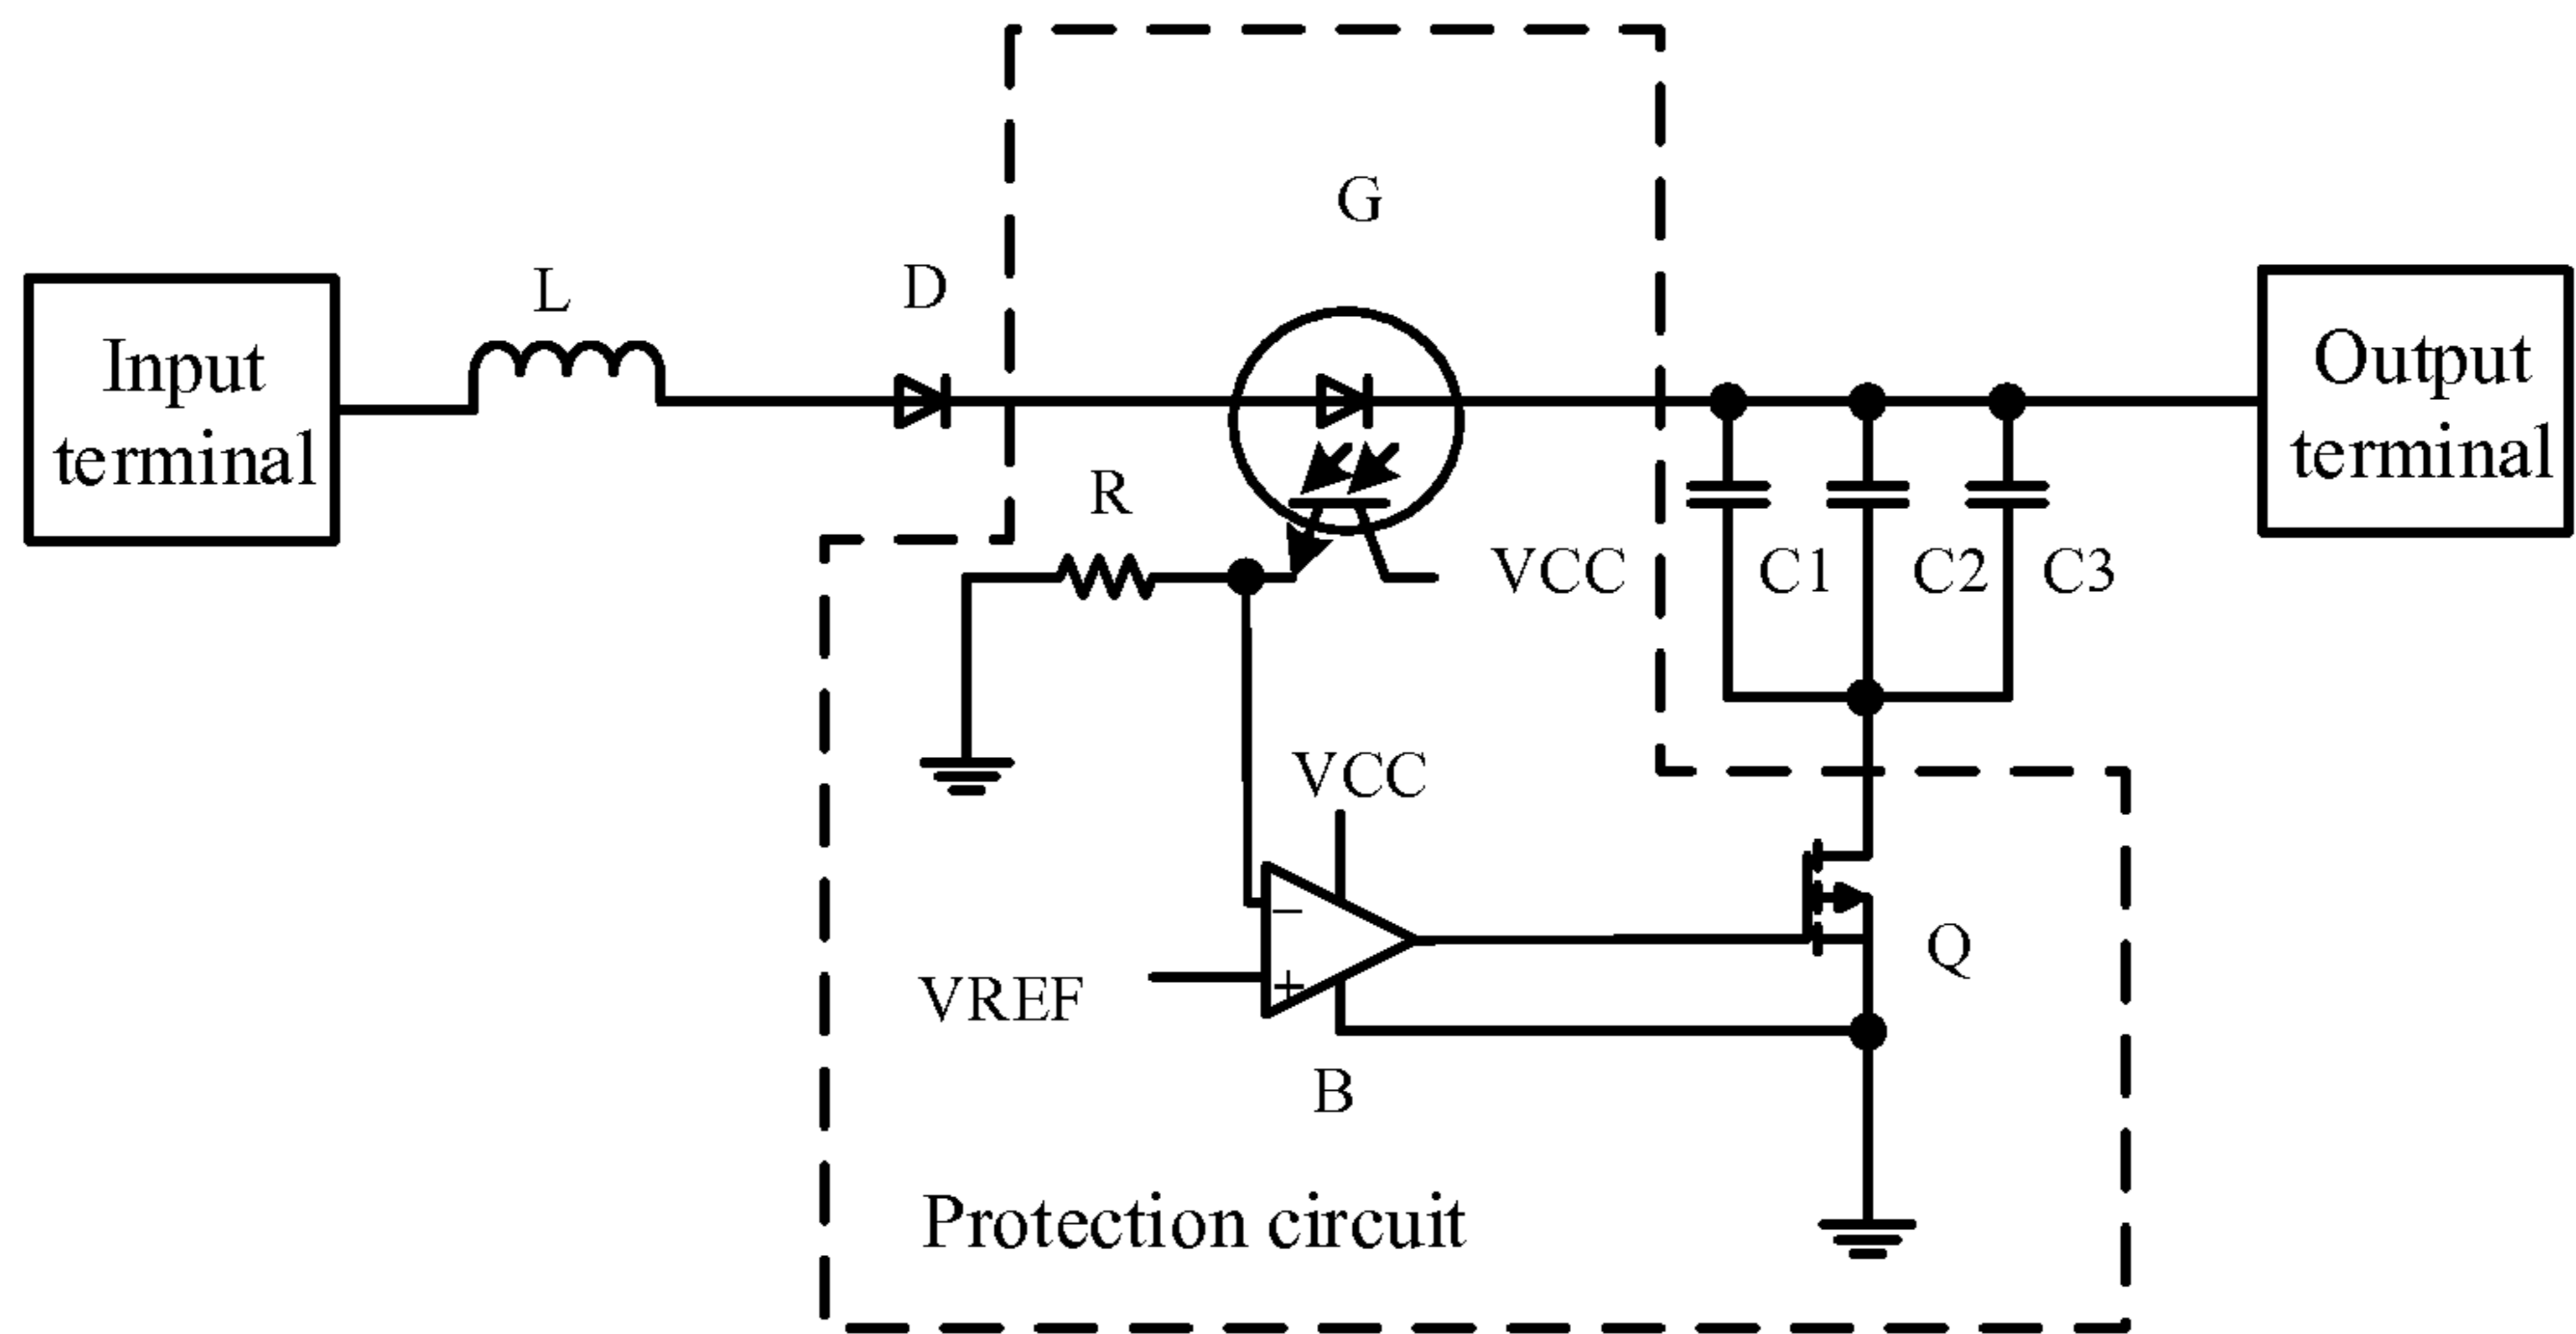 G
D
L
Input
terminal
Output
terminal
R
VCC
C1
C2
C3
VCC
−
VREF
+
Q
B
Protection circuit